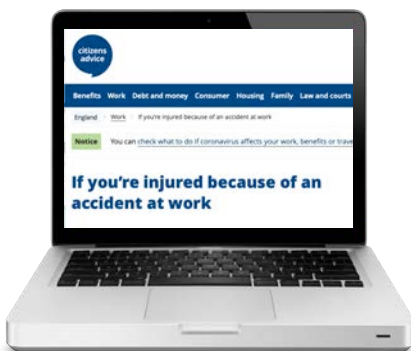 citizens
advice
Benefits Work Debt and money Consumer Housing Family Law and courts
England Work If you're injured because of an accident at work
Notice You can check what to do if coronavirus affects your work, benefits or trave
If you're injured because of an
accident at work